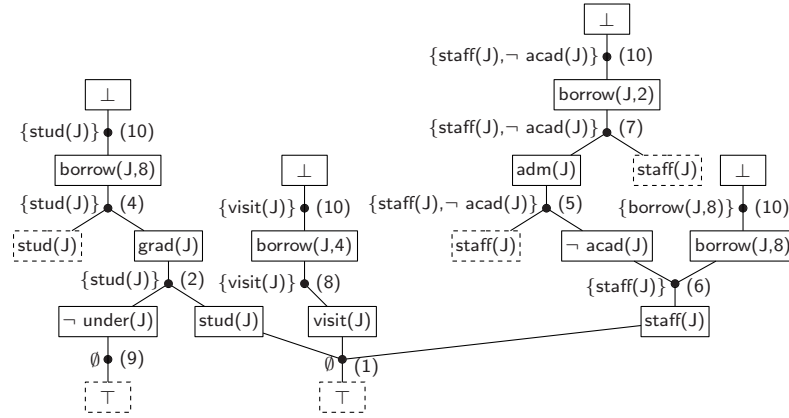 ⊥
{staff(J),¬ acad(J)} (10)
⊥
borrow(J,2)
{stud(J)} (10)
{staff(J),¬ acad(J)} (7)
borrow(J,8)
⊥
adm(J)
staff(J)
⊥
{stud(J)} (4)
{visit(J)} (10)
{staff(J),¬ acad(J)} (5)
{borrow(J,8)} (10)
stud(J)
grad(J)
borrow(J,4)
staff(J)
¬ acad(J)
borrow(J,8)
{stud(J)} (2)
{visit(J)} (8)
{staff(J)} (6)
¬ under(J)
stud(J)
visit(J)
staff(J)
∅ (9)
∅ (1)
⊤
⊤